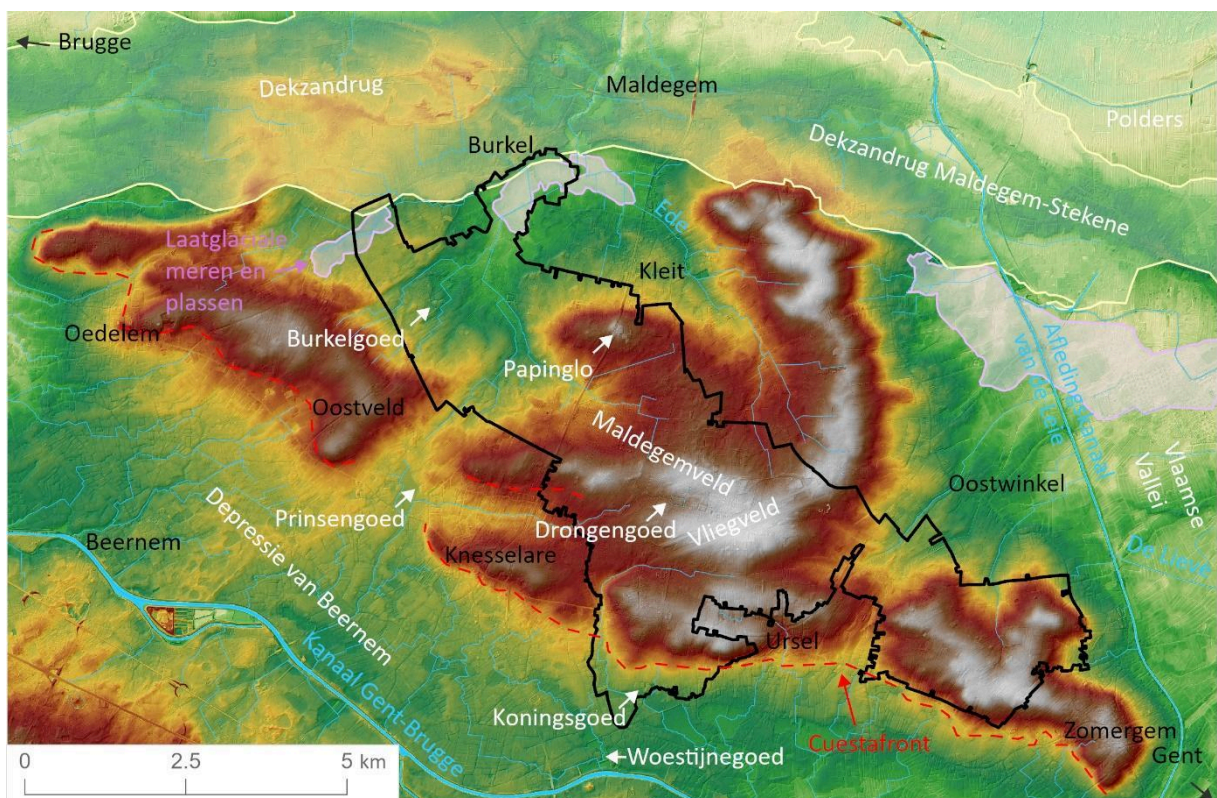 Brugge
Dekzandrug
Maldegem
Polders
Burkel
Dekzandrug Maldegem-Stekene
Ede
Laatglaciale
meren en
plassen
Kleit
Oedelem
Burkelgoed
Papinglo
Afleidingskanaal
van de Leie
Oostveld
Maldegemveld
Vlaamse
Vallei
Oostwinkel
Prinsengoed
Drongengoed
Vliegveld
Beernem
Depressie van Beernem
Knesselare
De Lieve
Ursel
Kanaal Gent-Brugge
Koningsgoed
Cuestafront
Zomergem
Woestijnegoed
Gent
0 2.5 5 km